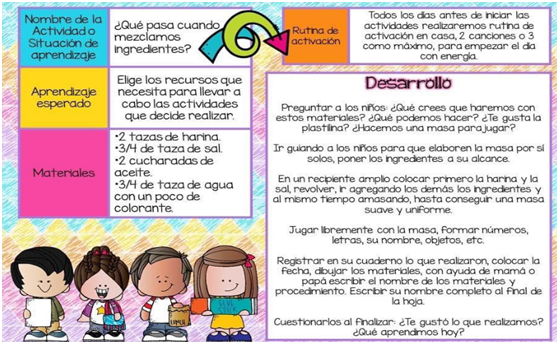 Nombre de la
Actividad o
Situación de
aprendizaje
¿Qué pasa cuando
mezclamos
ingredientes?
Aprendizaje
esperado
Elige los recursos que
necesita para llevar a
cabo las actividades
que decide realizar.
Materiales
•2 tazas de harina.
•3/4 de taza de sal.
•2 cucharadas de
aceite.
•3/4 de taza de agua
con un poco de
colorante.
Rutina de
activación
Todos los días antes de iniciar las
actividades realizaremos rutina de
activación en casa, 2 canciones o 3
como máximo, para empezar el día
con energía.
Desarrollo
Preguntar a los niños: ¿Qué crees que haremos con
estos materiales? ¿Qué podemos hacer? ¿Te gusta la
plastilina? ¿Hacemos una masa para jugar?
Ir guiando a los niños para que elaboren la masa por sí
solos, poner los ingredientes a su alcance.
En un recipiente amplio colocar primero la harina y la
sal, revolver, ir agregando los demás los ingredientes y
al mismo tiempo amasando, hasta conseguir una masa
suave y uniforme.
Jugar libremente con la masa, formar números,
letras, su nombre, objetos, etc.
Registrar en su cuaderno lo que realizaron, colocar la
fecha, dibujar los materiales, con ayuda de mamá o
papá escribir el nombre de los materiales y
procedimiento. Escribir su nombre completo al final de
la hoja.
Cuestionarlos al finalizar: ¿Te gustó lo que realizamos?
¿Qué aprendimos hoy?